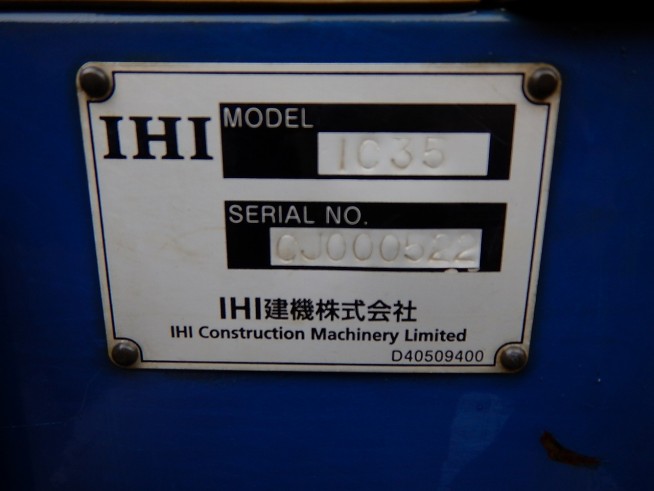 IHI
MODEL
IC35
SERIAL NO.
CJ000522
IHI建機株式会社
IHI Construction Machinery Limited
D40509400